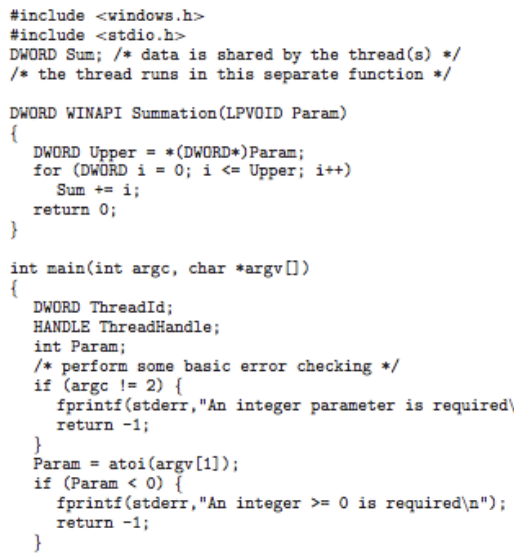 #include <windows.h>
#include <stdio.h>
DWORD Sum; /* data is shared by the thread(s) */
/* the thread runs in this separate function */
DWORD WINAPI Summation(LPVOID Param)
{
DWORD Upper = *(DWORD*)Param;
for (DWORD i = 0; i <= Upper; i++)
Sum += i;
return 0;
}
int main(int argc, char *argv[])
{
DWORD ThreadId;
HANDLE ThreadHandle;
int Param;
/* perform some basic error checking */
if (argc != 2) {
fprintf(stderr,"An integer parameter is required\
return -1;
}
Param = atoi(argv[1]);
if (Param < 0) {
fprintf(stderr,"An integer >= 0 is required\n");
return -1;
}